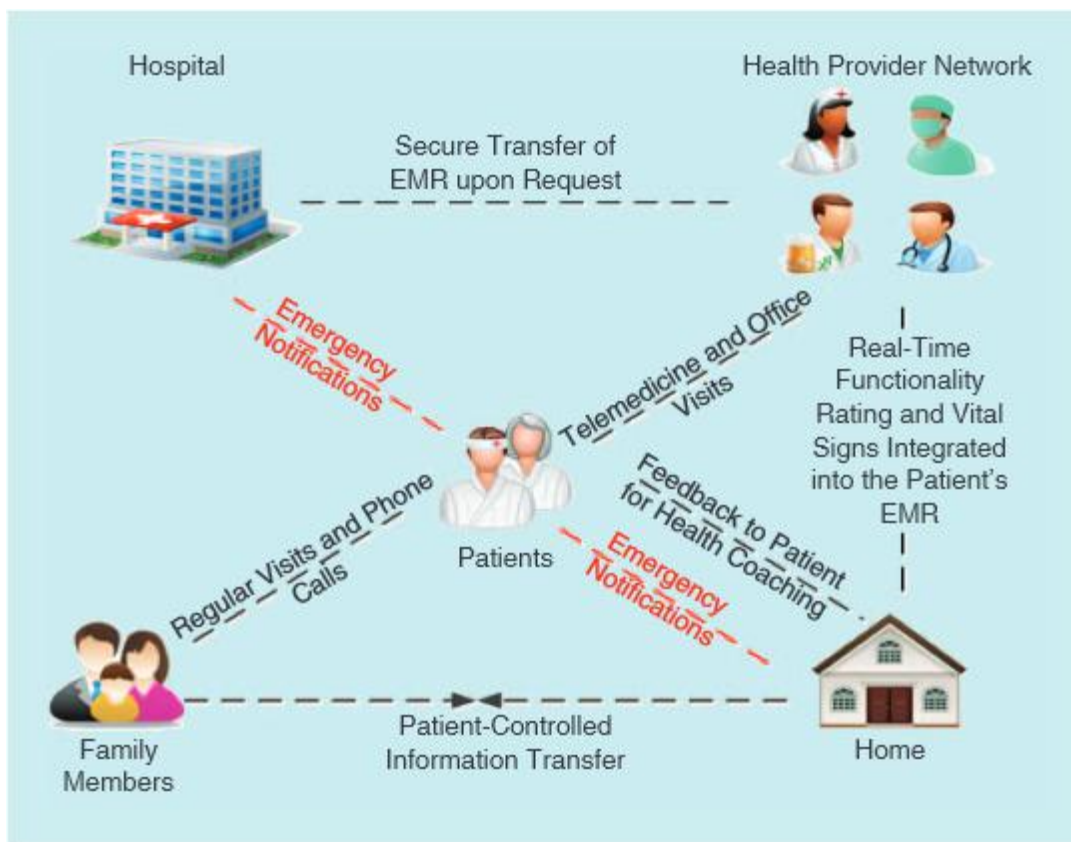 Hospital
Health Provider Network
Secure Transfer of
EMR upon Request
Emergency
Notifications
Telemedicine and Office
Visits
Real-Time
Functionality
Rating and Vital
Signs Integrated
into the Patient's
EMR
Patients
Feedback to Patient
for Health Coaching
Regular Visits and Phone
Calls
Emergency
Notifications
Patient-Controlled
Information Transfer
Family
Members
Home